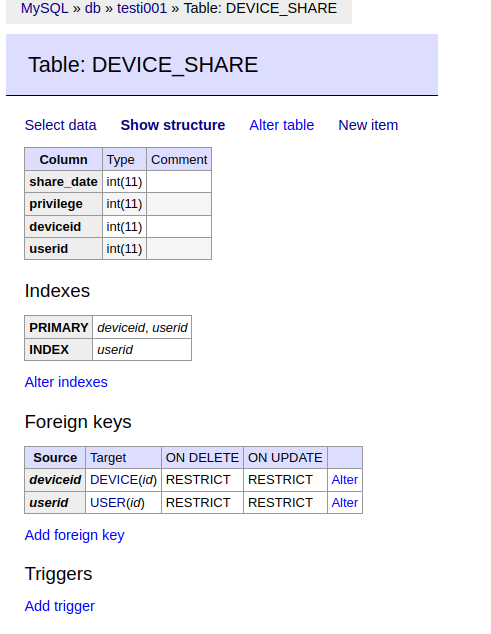 MySQL » db » testi001 » Table: DEVICE_SHARE
Table: DEVICE_SHARE
Select data Show structure Alter table New item
Column Type Comment
share_date int(11)
privilege int(11)
deviceid int(11)
userid int(11)
Indexes
PRIMARY deviceid, userid
INDEX userid
Alter indexes
Foreign keys
Source Target ON DELETE ON UPDATE
deviceid DEVICE(id) RESTRICT RESTRICT Alter
userid USER(id) RESTRICT RESTRICT Alter
Add foreign key
Triggers
Add trigger